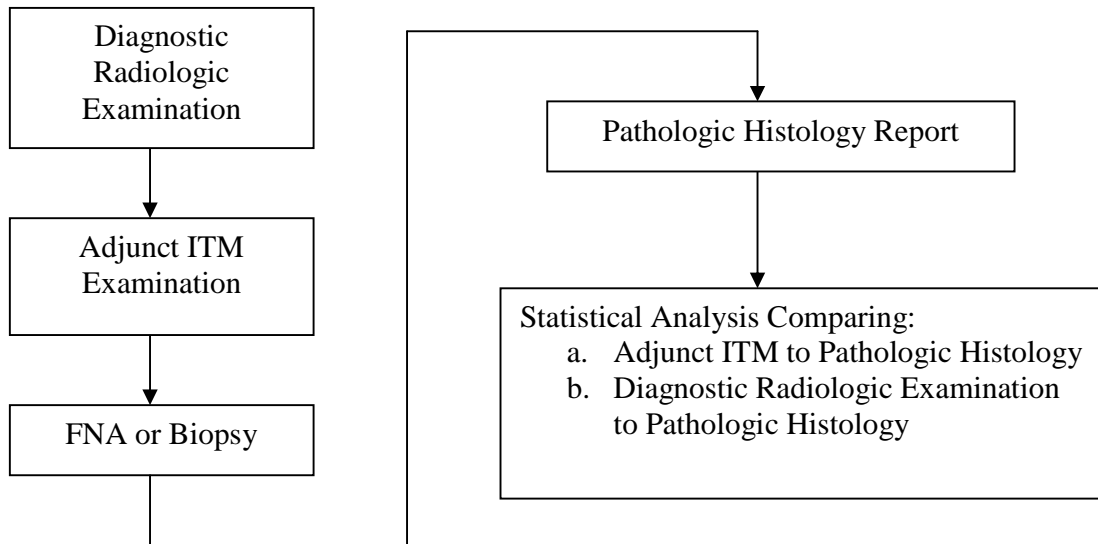 Diagnostic
Radiologic
Examination
Adjunct ITM
Examination
FNA or Biopsy
Pathologic Histology Report
Statistical Analysis Comparing:
a. Adjunct ITM to Pathologic Histology
b. Diagnostic Radiologic Examination
to Pathologic Histology